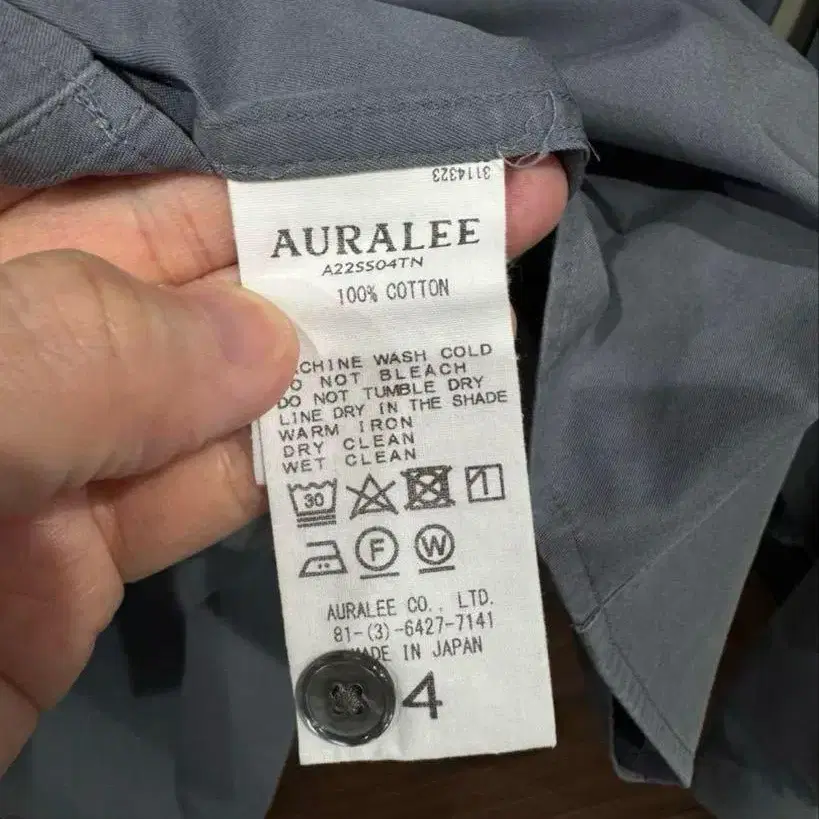 3114323
AURALEE
A22SS04TN
100% COTTON
CHINE WASH COLD
DO NOT BLEACH
DO NOT TUMBLE DRY
LINE DRY IN THE SHADE
WARM IRON
DRY CLEAN
WET CLEAN
30
F W
AURALEE CO., LTD.
81-(3)-6427-7141
MADE IN JAPAN
4